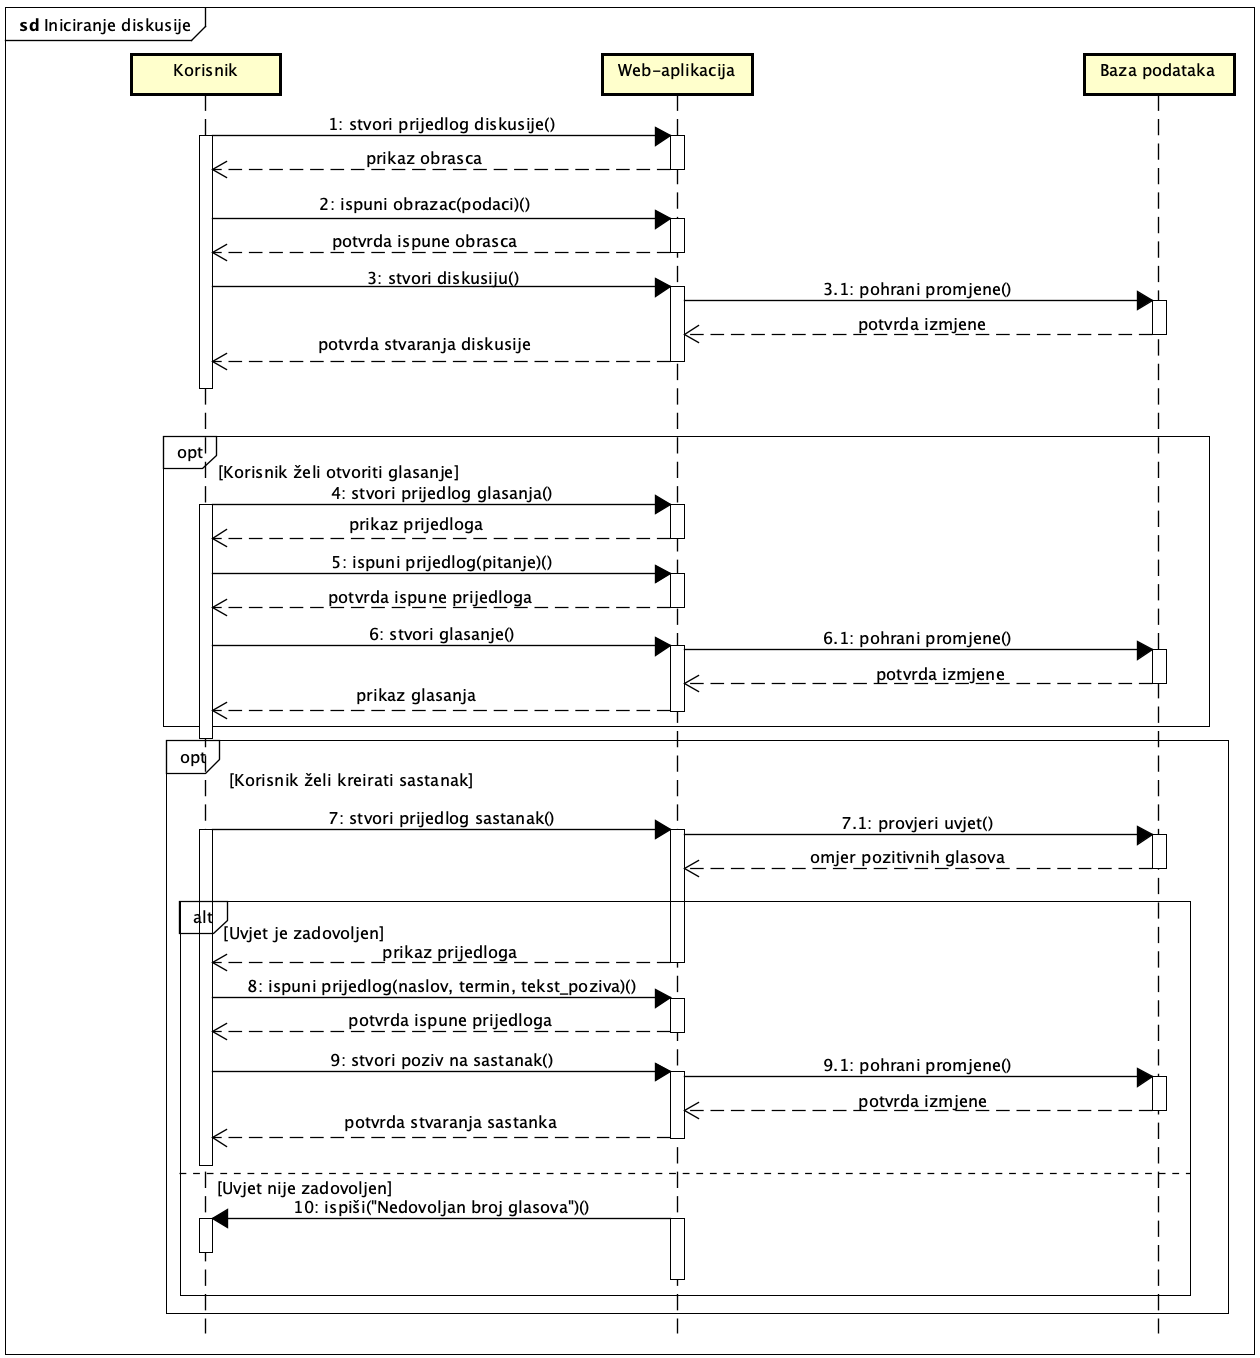 sd Iniciranje diskusije
Korisnik
Web-aplikacija
Baza podataka
1: stvori prijedlog diskusije()
prikaz obrasca
2: ispuni obrazac(podaci)()
potvrda ispune obrasca
3: stvori diskusiju()
3.1: pohrani promjene()
potvrda izmjene
potvrda stvaranja diskusije
opt
[Korisnik želi otvoriti glasanje]
4: stvori prijedlog glasanja()
prikaz prijedloga
5: ispuni prijedlog(pitanje)()
potvrda ispune prijedloga
6: stvori glasanje()
6.1: pohrani promjene()
potvrda izmjene
prikaz glasanja
opt
[Korisnik želi kreirati sastanak]
7: stvori prijedlog sastanak()
7.1: provjeri uvjet()
omjer pozitivnih glasova
alt
[Uvjet je zadovoljen]
prikaz prijedloga
8: ispuni prijedlog(naslov, termin, tekst_poziva)()
potvrda ispune prijedloga
9: stvori poziv na sastanak()
9.1: pohrani promjene()
potvrda izmjene
potvrda stvaranja sastanka
[Uvjet nije zadovoljen]
10: ispiši("Nedovoljan broj glasova")()